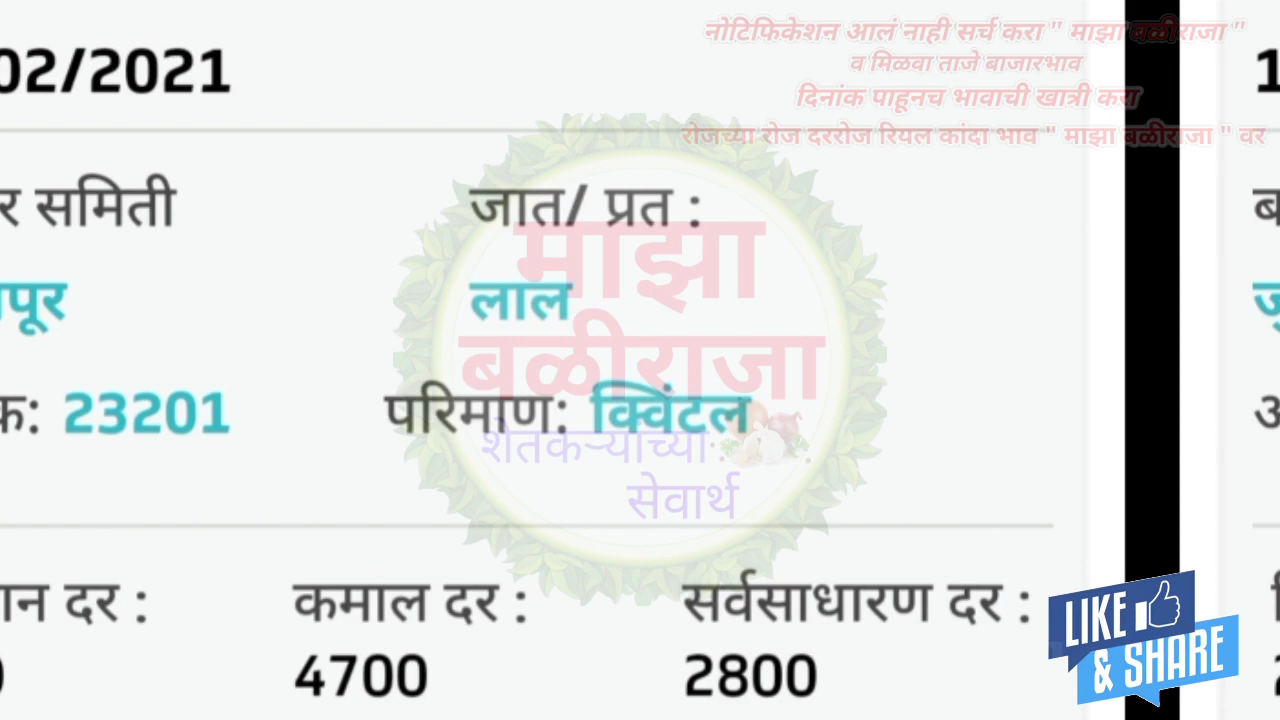 नोटिफिकेशन आलं नाही सर्च करा " माझा बळीराजा "
व मिळवा ताजे बाजारभाव
दिनांक पाहूनच भावाची खात्री करा
रोजच्या रोज दररोज रियल कांदा भाव " माझा बळीराजा " वर
02/2021
समिती
जात/ प्रत :
लाल
माझा
बळीराजा
23201
परिमाण: क्विंटल
शेतकऱ्यांच्या
सेवार्थ
दर :
कमाल दर :
सर्वसाधारण दर :
4700
2800
LIKE
& SHARE